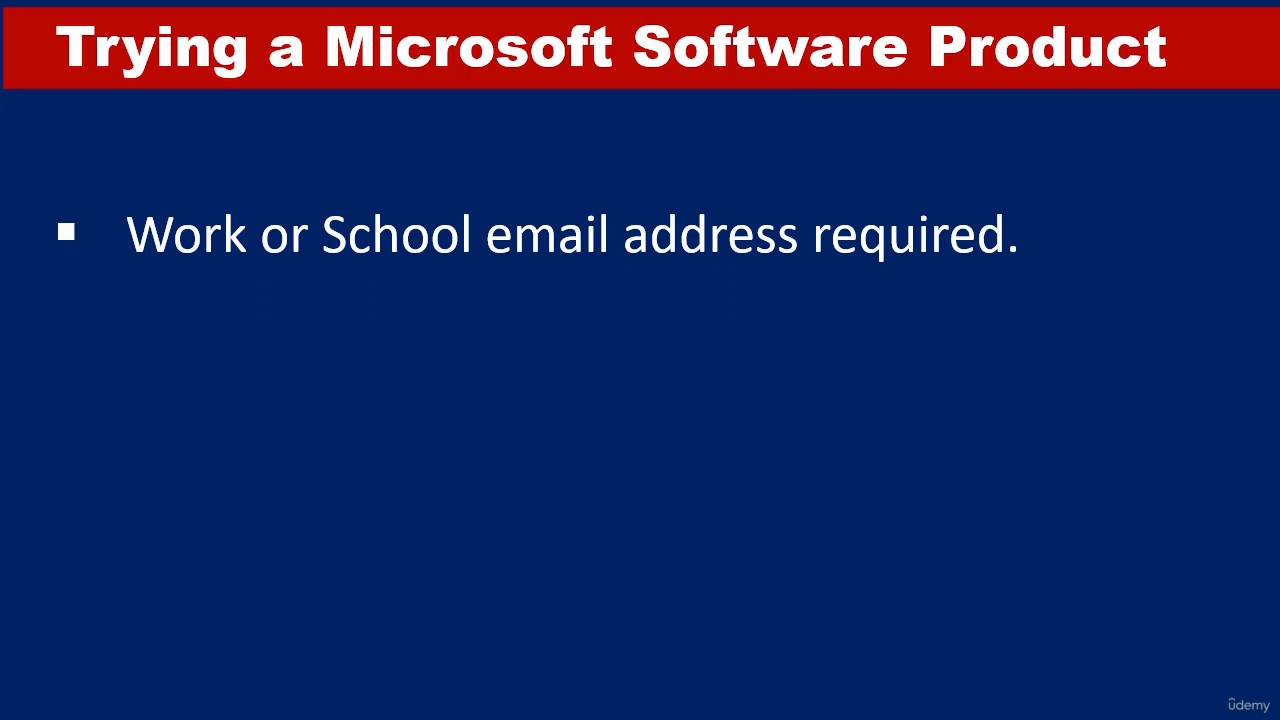 Trying a Microsoft Software Product
▪ Work or School email address required.
ûdemy